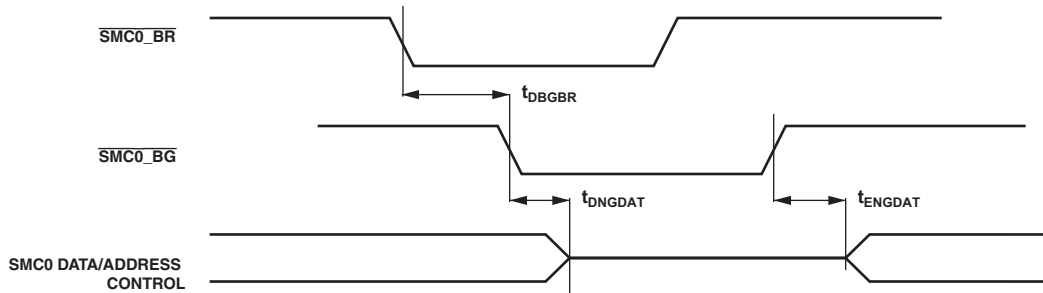 SMC0_BR
tDBGBR
SMC0_BG
tDNGDAT
tENGDAT
SMC0 DATA/ADDRESS
CONTROL